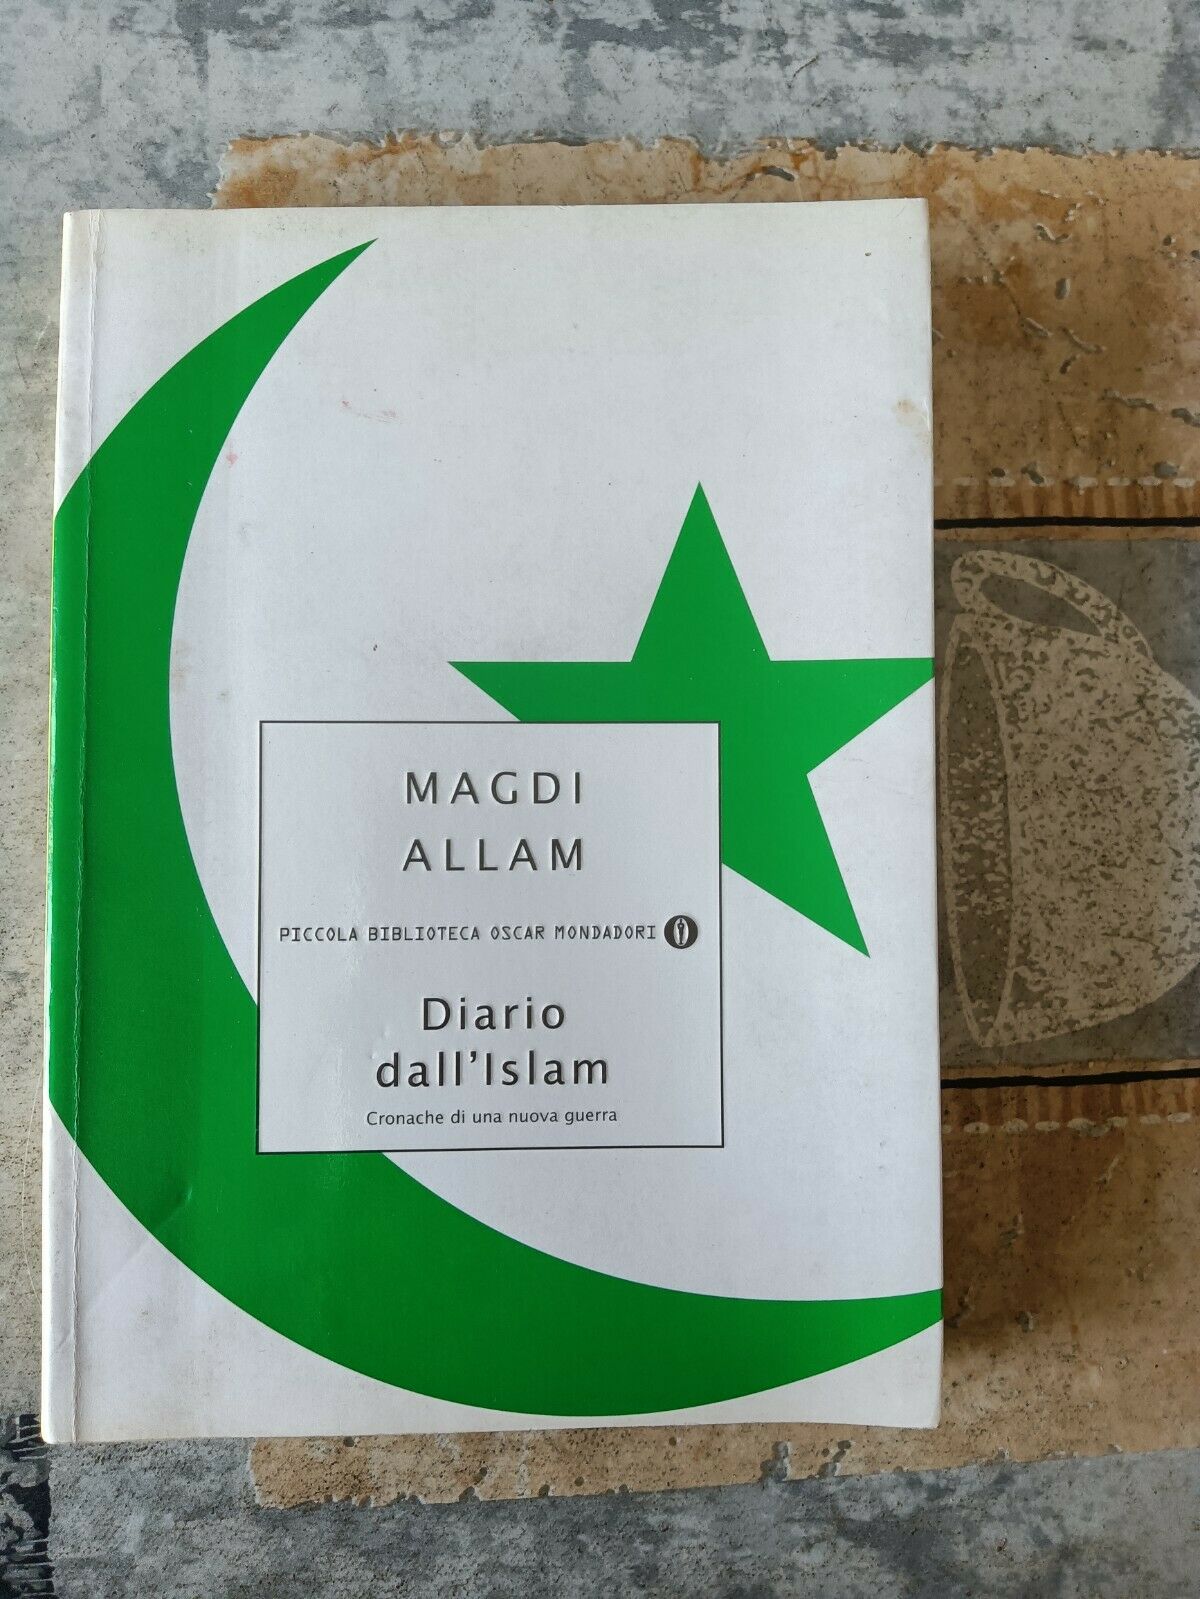 MAGDI
ALLAM
PICCOLA BIBLIOTECA OSCAR MONDADORI
Diario
dall'Islam
Cronache di una nuova guerra